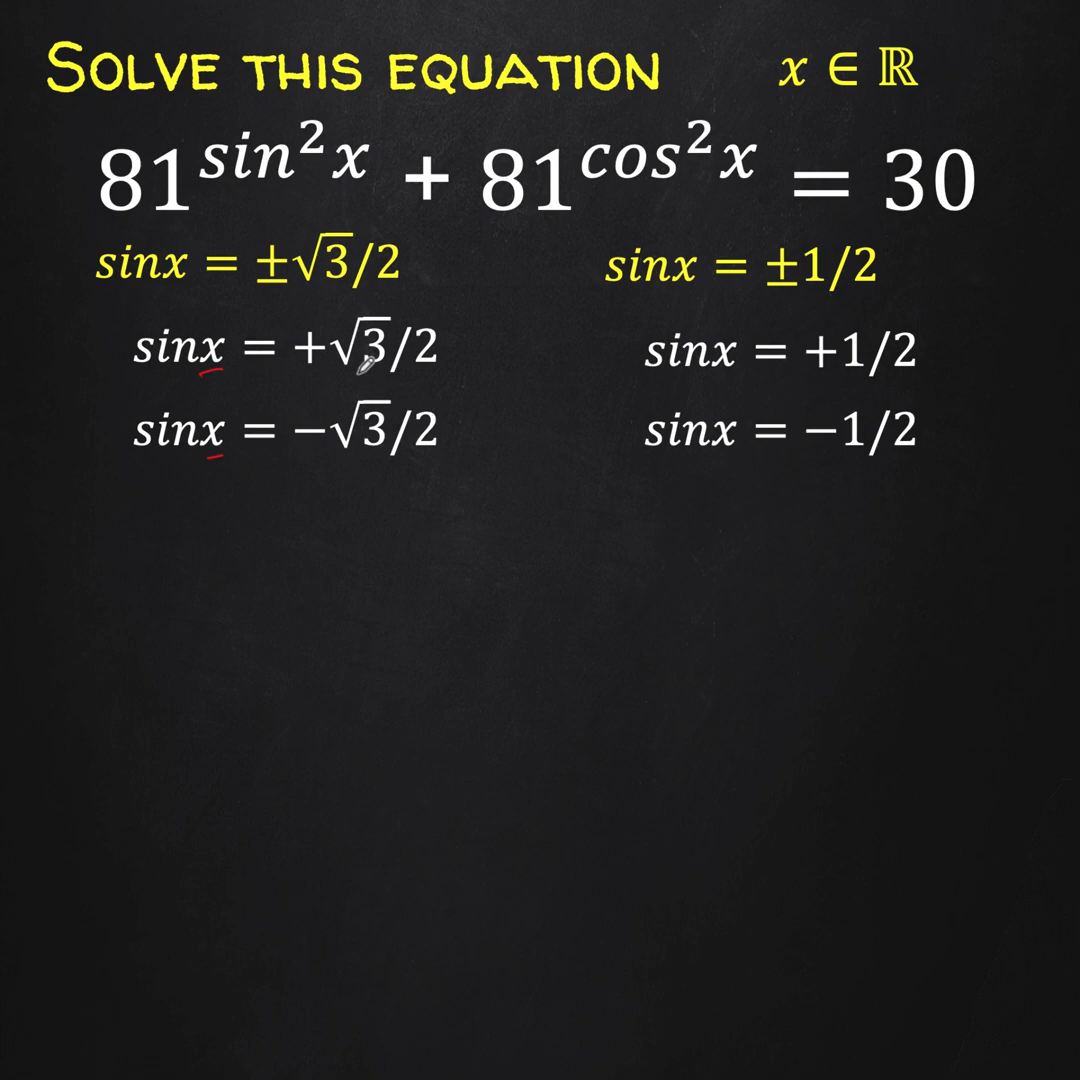 SOLVE THIS EQUATION x ∈ ℝ
81^{sin²x} + 81^{cos²x} = 30
sinx = ±√3/2 sinx = ±1/2
sinx = +√3/2 sinx = +1/2
sinx = −√3/2 sinx = −1/2